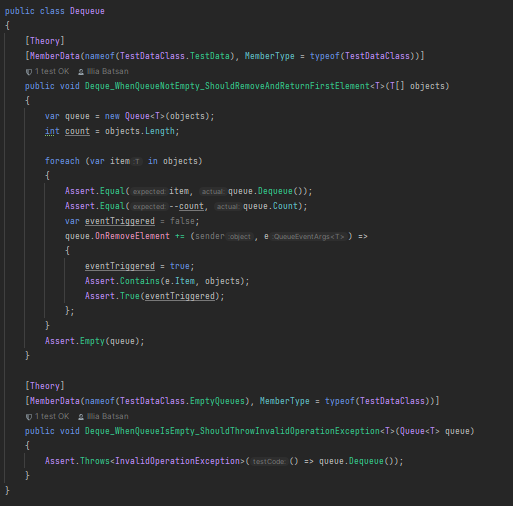 public class Dequeue
{
[Theory]
[MemberData(nameof(TestDataClass.TestData), MemberType = typeof(TestDataClass))]
1 test OK Illia Batsan
public void Deque_WhenQueueNotEmpty_ShouldRemoveAndReturnFirstElement<T>(T[] objects)
{
var queue = new Queue<T>(objects);
int count = objects.Length;
foreach (var item T in objects)
{
Assert.Equal(expected: item, actual: queue.Dequeue());
Assert.Equal(expected: --count, actual: queue.Count);
var eventTriggered = false;
queue.OnRemoveElement += (sender :object , e QueueEventArgs<T> ) =>
{
eventTriggered = true;
Assert.Contains(e.Item, objects);
Assert.True(eventTriggered);
};
}
Assert.Empty(queue);
}
[Theory]
[MemberData(nameof(TestDataClass.EmptyQueues), MemberType = typeof(TestDataClass))]
1 test OK Illia Batsan
public void Deque_WhenQueueIsEmpty_ShouldThrowInvalidOperationException<T>(Queue<T> queue)
{
Assert.Throws<InvalidOperationException>(testCode: () => queue.Dequeue());
}
}